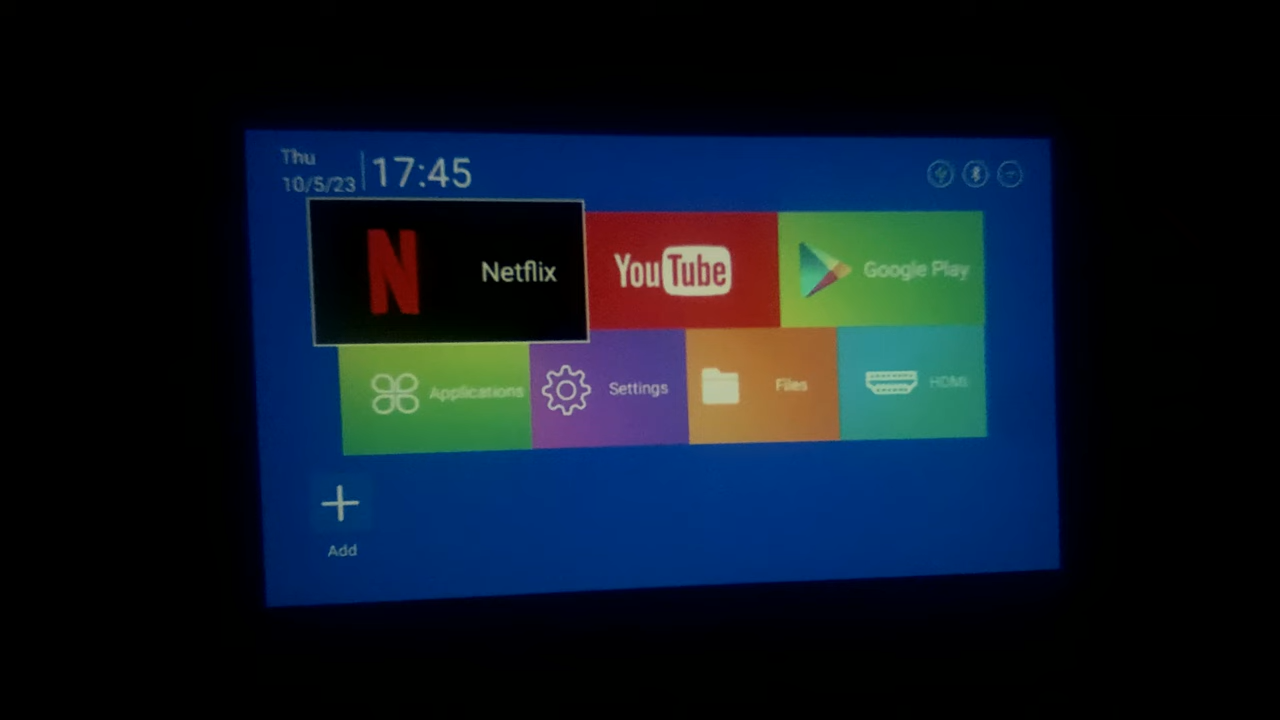 Thu
10/5/23
17:45
N Netflix
YouTube
Google Play
Applications
Settings
Files
HDMI
Add